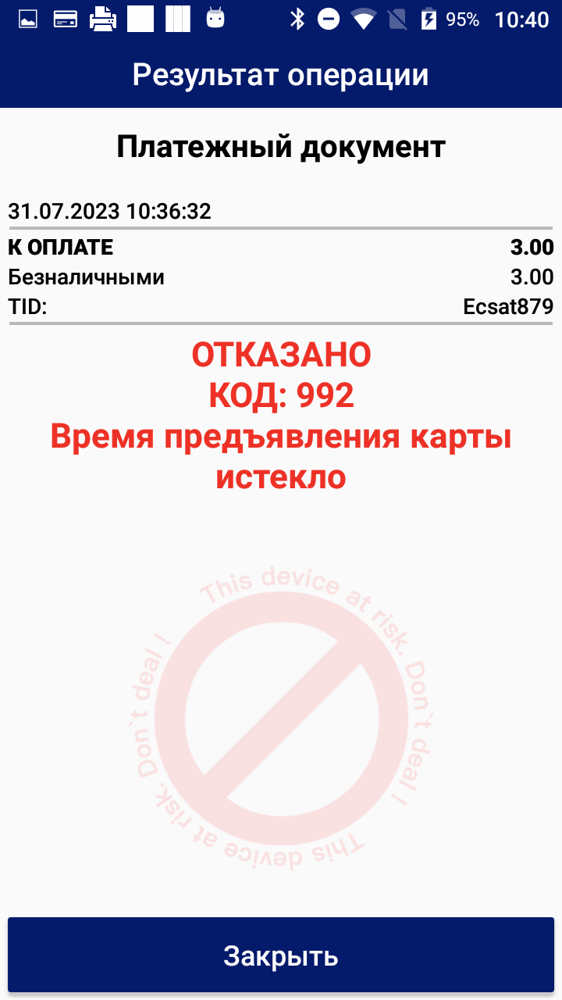 95% 10:40
Результат операции
Платежный документ
31.07.2023 10:36:32
К ОПЛАТЕ 3.00
Безналичными 3.00
TID: Ecsat879
ОТКАЗАНО
КОД: 992
Время предъявления карты
истекло
This device at risk. Don`t deal !
This device at risk. Don`t deal !
Закрыть